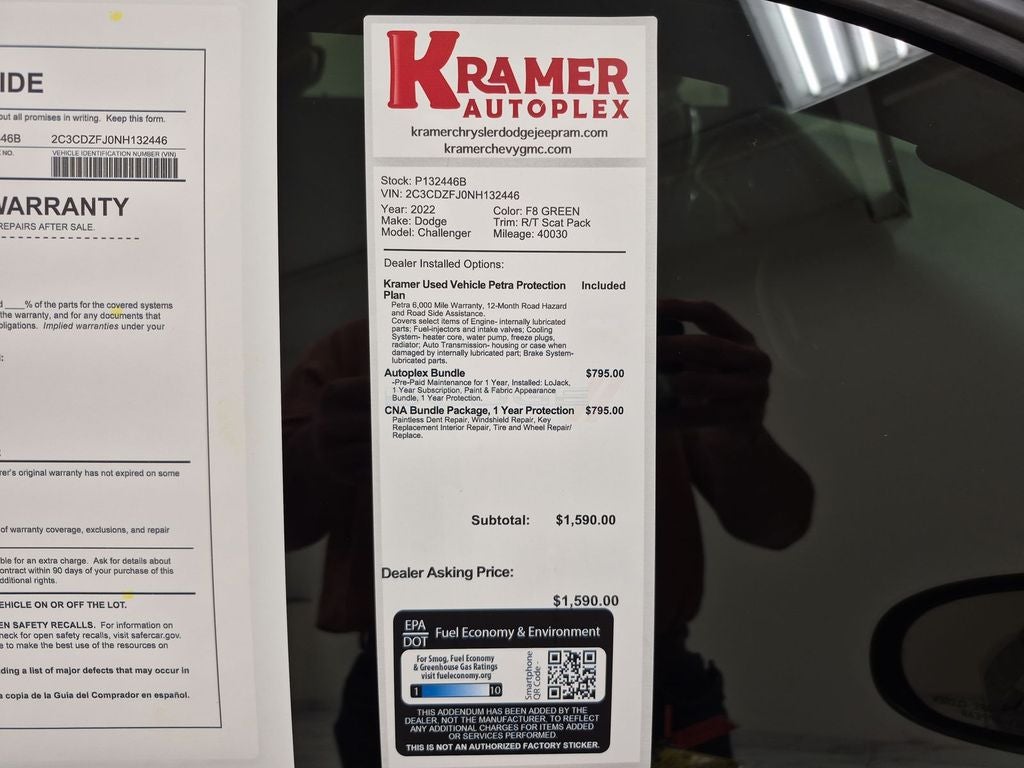 IDE
out all promises in writing. Keep this form.
46B 2C3CDZFJ0NH132446
NO. VEHICLE IDENTIFICATION NUMBER (VIN)
WARRANTY
REPAIRS AFTER SALE.
____% of the parts for the covered systems
the warranty, and for any documents that
bligations. Implied warranties under your
rer's original warranty has not expired on some
of warranty coverage, exclusions, and repair
ble for an extra charge. Ask for details about
ontract within 90 days of your purchase of this
dditional rights.
EHICLE ON OR OFF THE LOT.
EN SAFETY RECALLS. For information on
heck for open safety recalls, visit safercar.gov.
e to make the best use of the resources on
ding a list of major defects that may occur in
a copia de la Guia del Comprador en español.
KRAMER
AUTOPLEX
kramerchryslerdodgejeepram.com
kramerchevygmc.com
Stock: P132446B
VIN: 2C3CDZFJ0NH132446
Year: 2022 Color: F8 GREEN
Make: Dodge Trim: R/T Scat Pack
Model: Challenger Mileage: 40030
Dealer Installed Options:
Kramer Used Vehicle Petra Protection Included
Plan
Petra 6,000 Mile Warranty, 12-Month Road Hazard
and Road Side Assistance.
Covers select items of Engine- internally lubricated
parts; Fuel-injectors and intake valves; Cooling
System- heater core, water pump, freeze plugs,
radiator; Auto Transmission- housing or case when
damaged by internally lubricated part; Brake System-
lubricated parts.
Autoplex Bundle $795.00
-Pre-Paid Maintenance for 1 Year, Installed: LoJack,
1 Year Subscription, Paint & Fabric Appearance
Bundle, 1 Year Protection.
CNA Bundle Package, 1 Year Protection $795.00
Paintless Dent Repair, Windshield Repair, Key
Replacement Interior Repair, Tire and Wheel Repair/
Replace.
Subtotal: $1,590.00
Dealer Asking Price:
$1,590.00
EPA
DOT Fuel Economy & Environment
For Smog, Fuel Economy
& Greenhouse Gas Ratings
visit fueleconomy.org
1 10
Smartphone
QR Code -
THIS ADDENDUM HAS BEEN ADDED BY THE
DEALER, NOT THE MANUFACTURER, TO REFLECT
ANY ADDITIONAL CHARGES FOR ITEMS ADDED
OR SERVICES PERFORMED.
THIS IS NOT AN AUTHORIZED FACTORY STICKER.